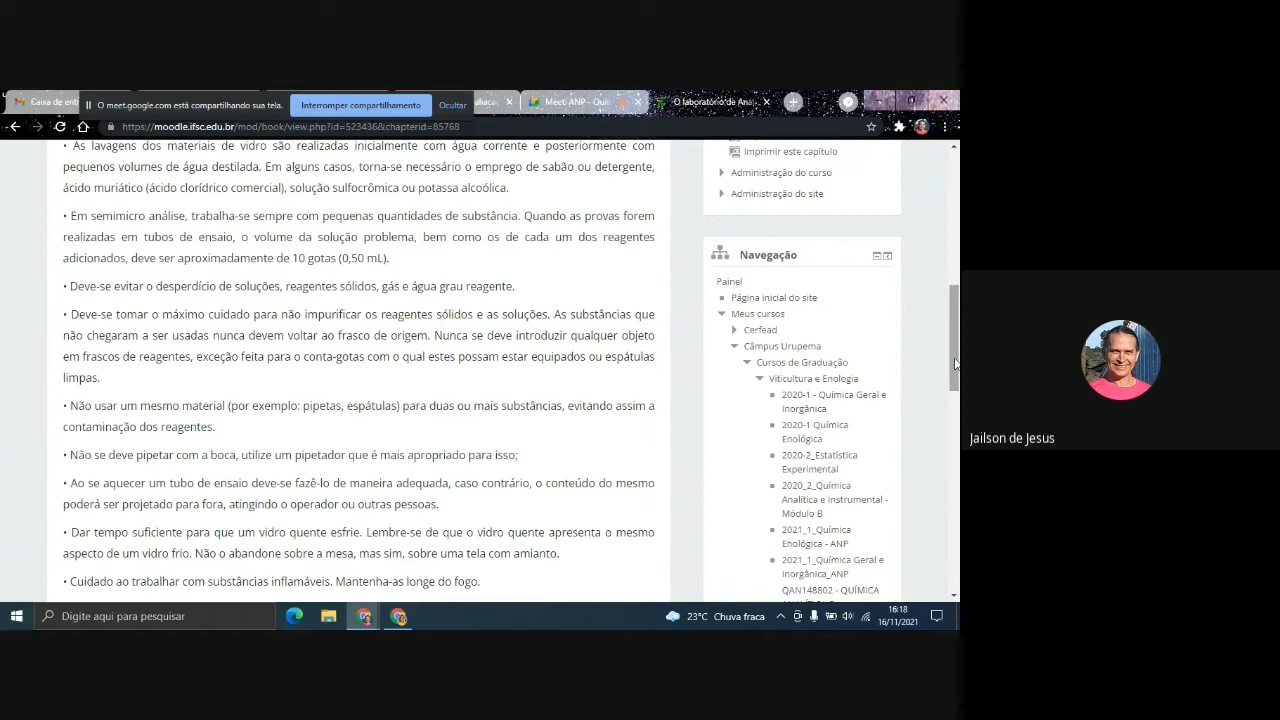 Caixa de ent
O meet.google.com está compartilhando sua tela.
Interromper compartilhamento
Ocultar
Meet: ANP - Quí
O laboratório de Aná
https://moodle.ifsc.edu.br/mod/book/view.php?id=523436&chapterid=85768
• As lavagens dos materiais de vidro são realizadas inicialmente com água corrente e posteriormente com
pequenos volumes de água destilada. Em alguns casos, torna-se necessário o emprego de sabão ou detergente,
ácido muriático (ácido clorídrico comercial), solução sulfocrômica ou potassa alcoólica.
• Em semimicro análise, trabalha-se sempre com pequenas quantidades de substância. Quando as provas forem
realizadas em tubos de ensaio, o volume da solução problema, bem como os de cada um dos reagentes
adicionados, deve ser aproximadamente de 10 gotas (0,50 mL).
• Deve-se evitar o desperdício de soluções, reagentes sólidos, gás e água grau reagente.
• Deve-se tomar o máximo cuidado para não impurificar os reagentes sólidos e as soluções. As substâncias que
não chegaram a ser usadas nunca devem voltar ao frasco de origem. Nunca se deve introduzir qualquer objeto
em frascos de reagentes, exceção feita para o conta-gotas com o qual estes possam estar equipados ou espátulas
limpas.
• Não usar um mesmo material (por exemplo: pipetas, espátulas) para duas ou mais substâncias, evitando assim a
contaminação dos reagentes.
• Não se deve pipetar com a boca, utilize um pipetador que é mais apropriado para isso;
• Ao se aquecer um tubo de ensaio deve-se fazê-lo de maneira adequada, caso contrário, o conteúdo do mesmo
poderá ser projetado para fora, atingindo o operador ou outras pessoas.
• Dar tempo suficiente para que um vidro quente esfrie. Lembre-se de que o vidro quente apresenta o mesmo
aspecto de um vidro frio. Não o abandone sobre a mesa, mas sim, sobre uma tela com amianto.
• Cuidado ao trabalhar com substâncias inflamáveis. Mantenha-as longe do fogo.
Imprimir este capítulo
Administração do curso
Administração do site
Navegação
Painel
Página inicial do site
Meus cursos
Cerfead
Câmpus Urupema
Cursos de Graduação
Viticultura e Enologia
2020-1 - Química Geral e
Inorgânica
2020-1 Química
Enológica
2020-2_Estatística
Experimental
2020_2_Química
Analítica e Instrumental -
Módulo B
2021_1_Química
Enológica - ANP
2021_1_Química Geral e
Inorgânica_ANP
QAN148802 - QUÍMICA
Jailson de Jesus
Digite aqui para pesquisar
23°C Chuva fraca
16:18
16/11/2021